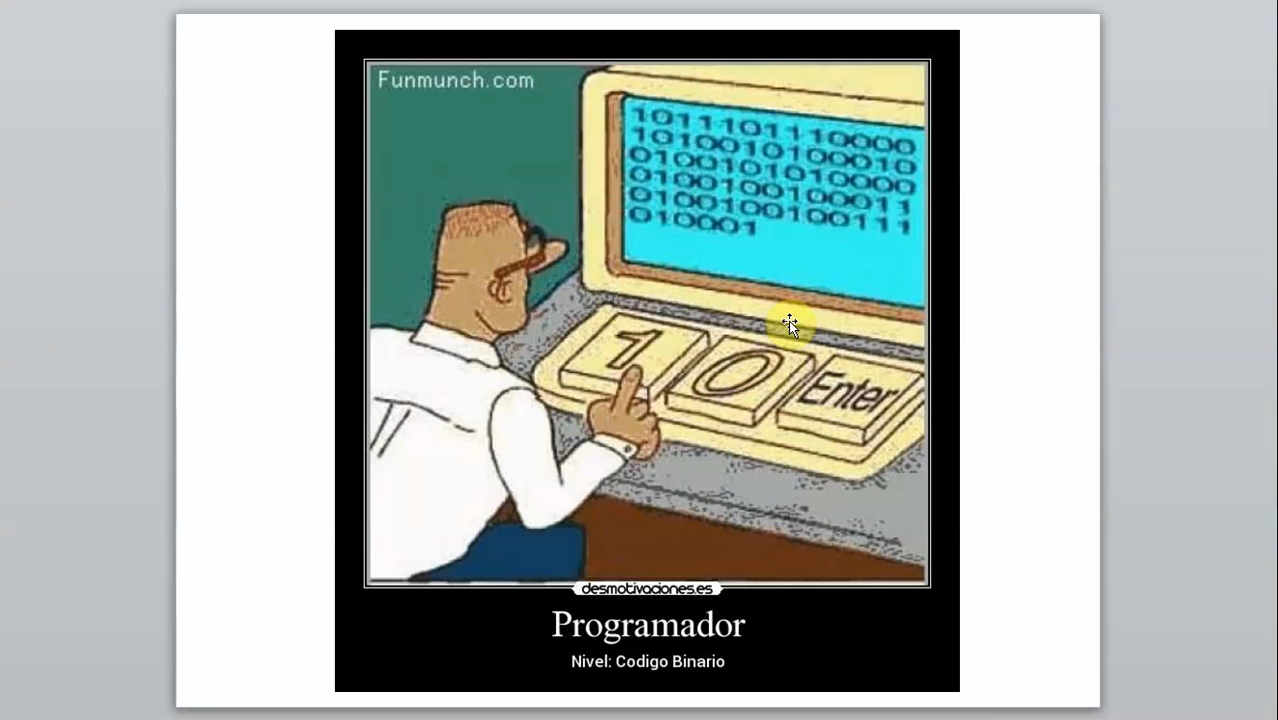 Funmunch.com
1011101110000
1010010100010
0100101010000
0100100100011
0100100100111
010001
1 0 Enter
desmotivaciones.es
Programador
Nivel: Codigo Binario